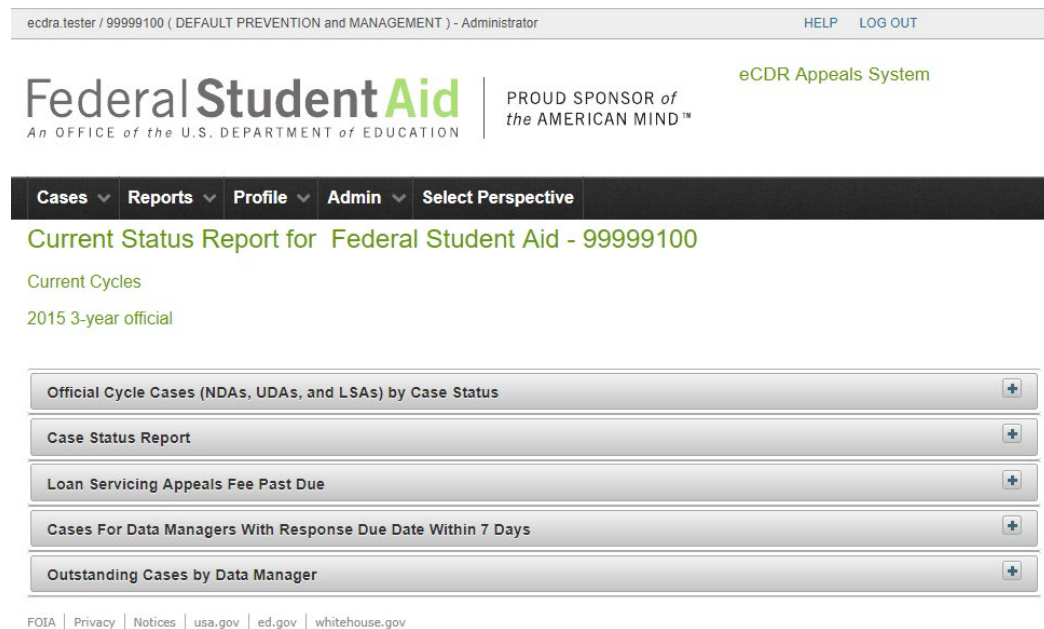 ecdra.tester / 99999100 ( DEFAULT PREVENTION and MANAGEMENT ) - Administrator HELP LOG OUT
eCDR Appeals System
Federal Student Aid
An OFFICE of the U.S. DEPARTMENT of EDUCATION
PROUD SPONSOR of
the AMERICAN MIND™
Cases Reports Profile Admin Select Perspective
Current Status Report for Federal Student Aid - 99999100
Current Cycles
2015 3-year official
Official Cycle Cases (NDAs, UDAs, and LSAs) by Case Status
Case Status Report
Loan Servicing Appeals Fee Past Due
Cases For Data Managers With Response Due Date Within 7 Days
Outstanding Cases by Data Manager
FOIA | Privacy | Notices | usa.gov | ed.gov | whitehouse.gov